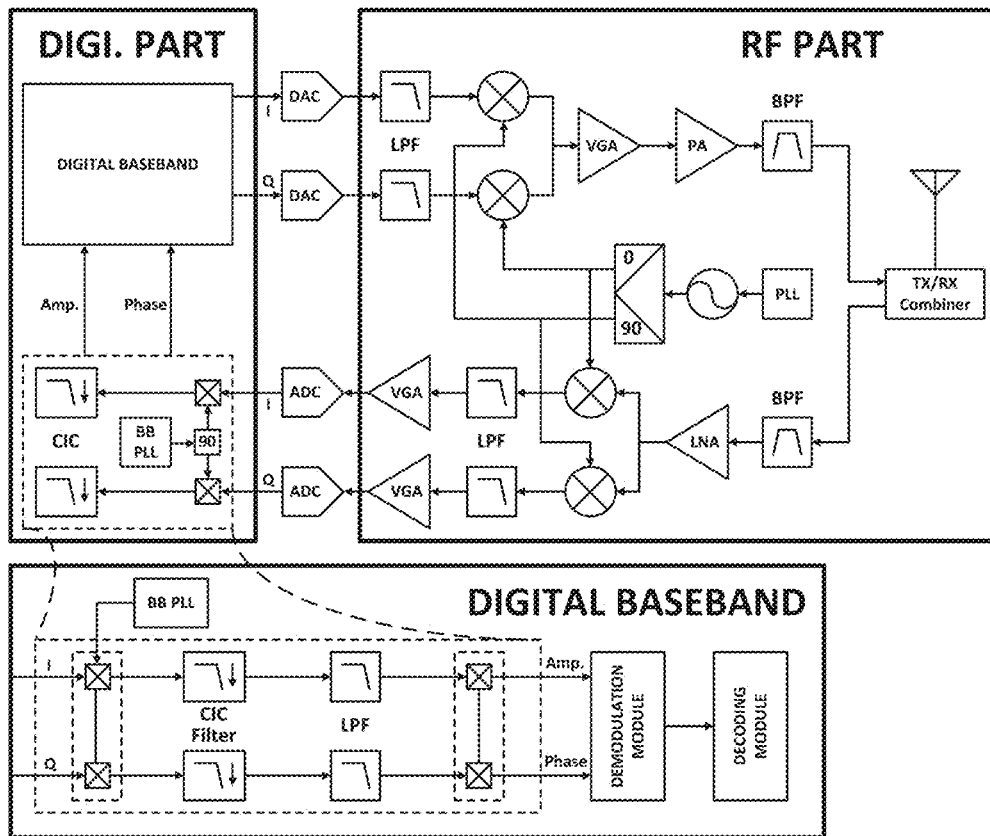 DIGI. PART
RF PART
DIGITAL BASEBAND
I
DAC
LPF
Q
DAC
VGA
PA
BPF
0
90
PLL
TX/RX
Combiner
Amp.
Phase
CIC
BB
PLL
90
I
ADC
VGA
LPF
LNA
BPF
Q
ADC
VGA
DIGITAL BASEBAND
BB PLL
I
Q
CIC
Filter
LPF
Amp.
Phase
DEMODULATION
MODULE
DECODING
MODULE